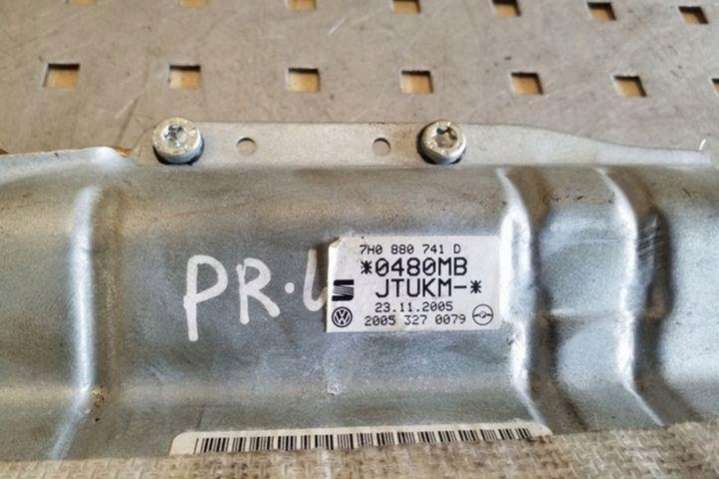 7H0 880 741 D
*0480MB
JTUKM-*
23.11.2005
2005 327 0079
PR.